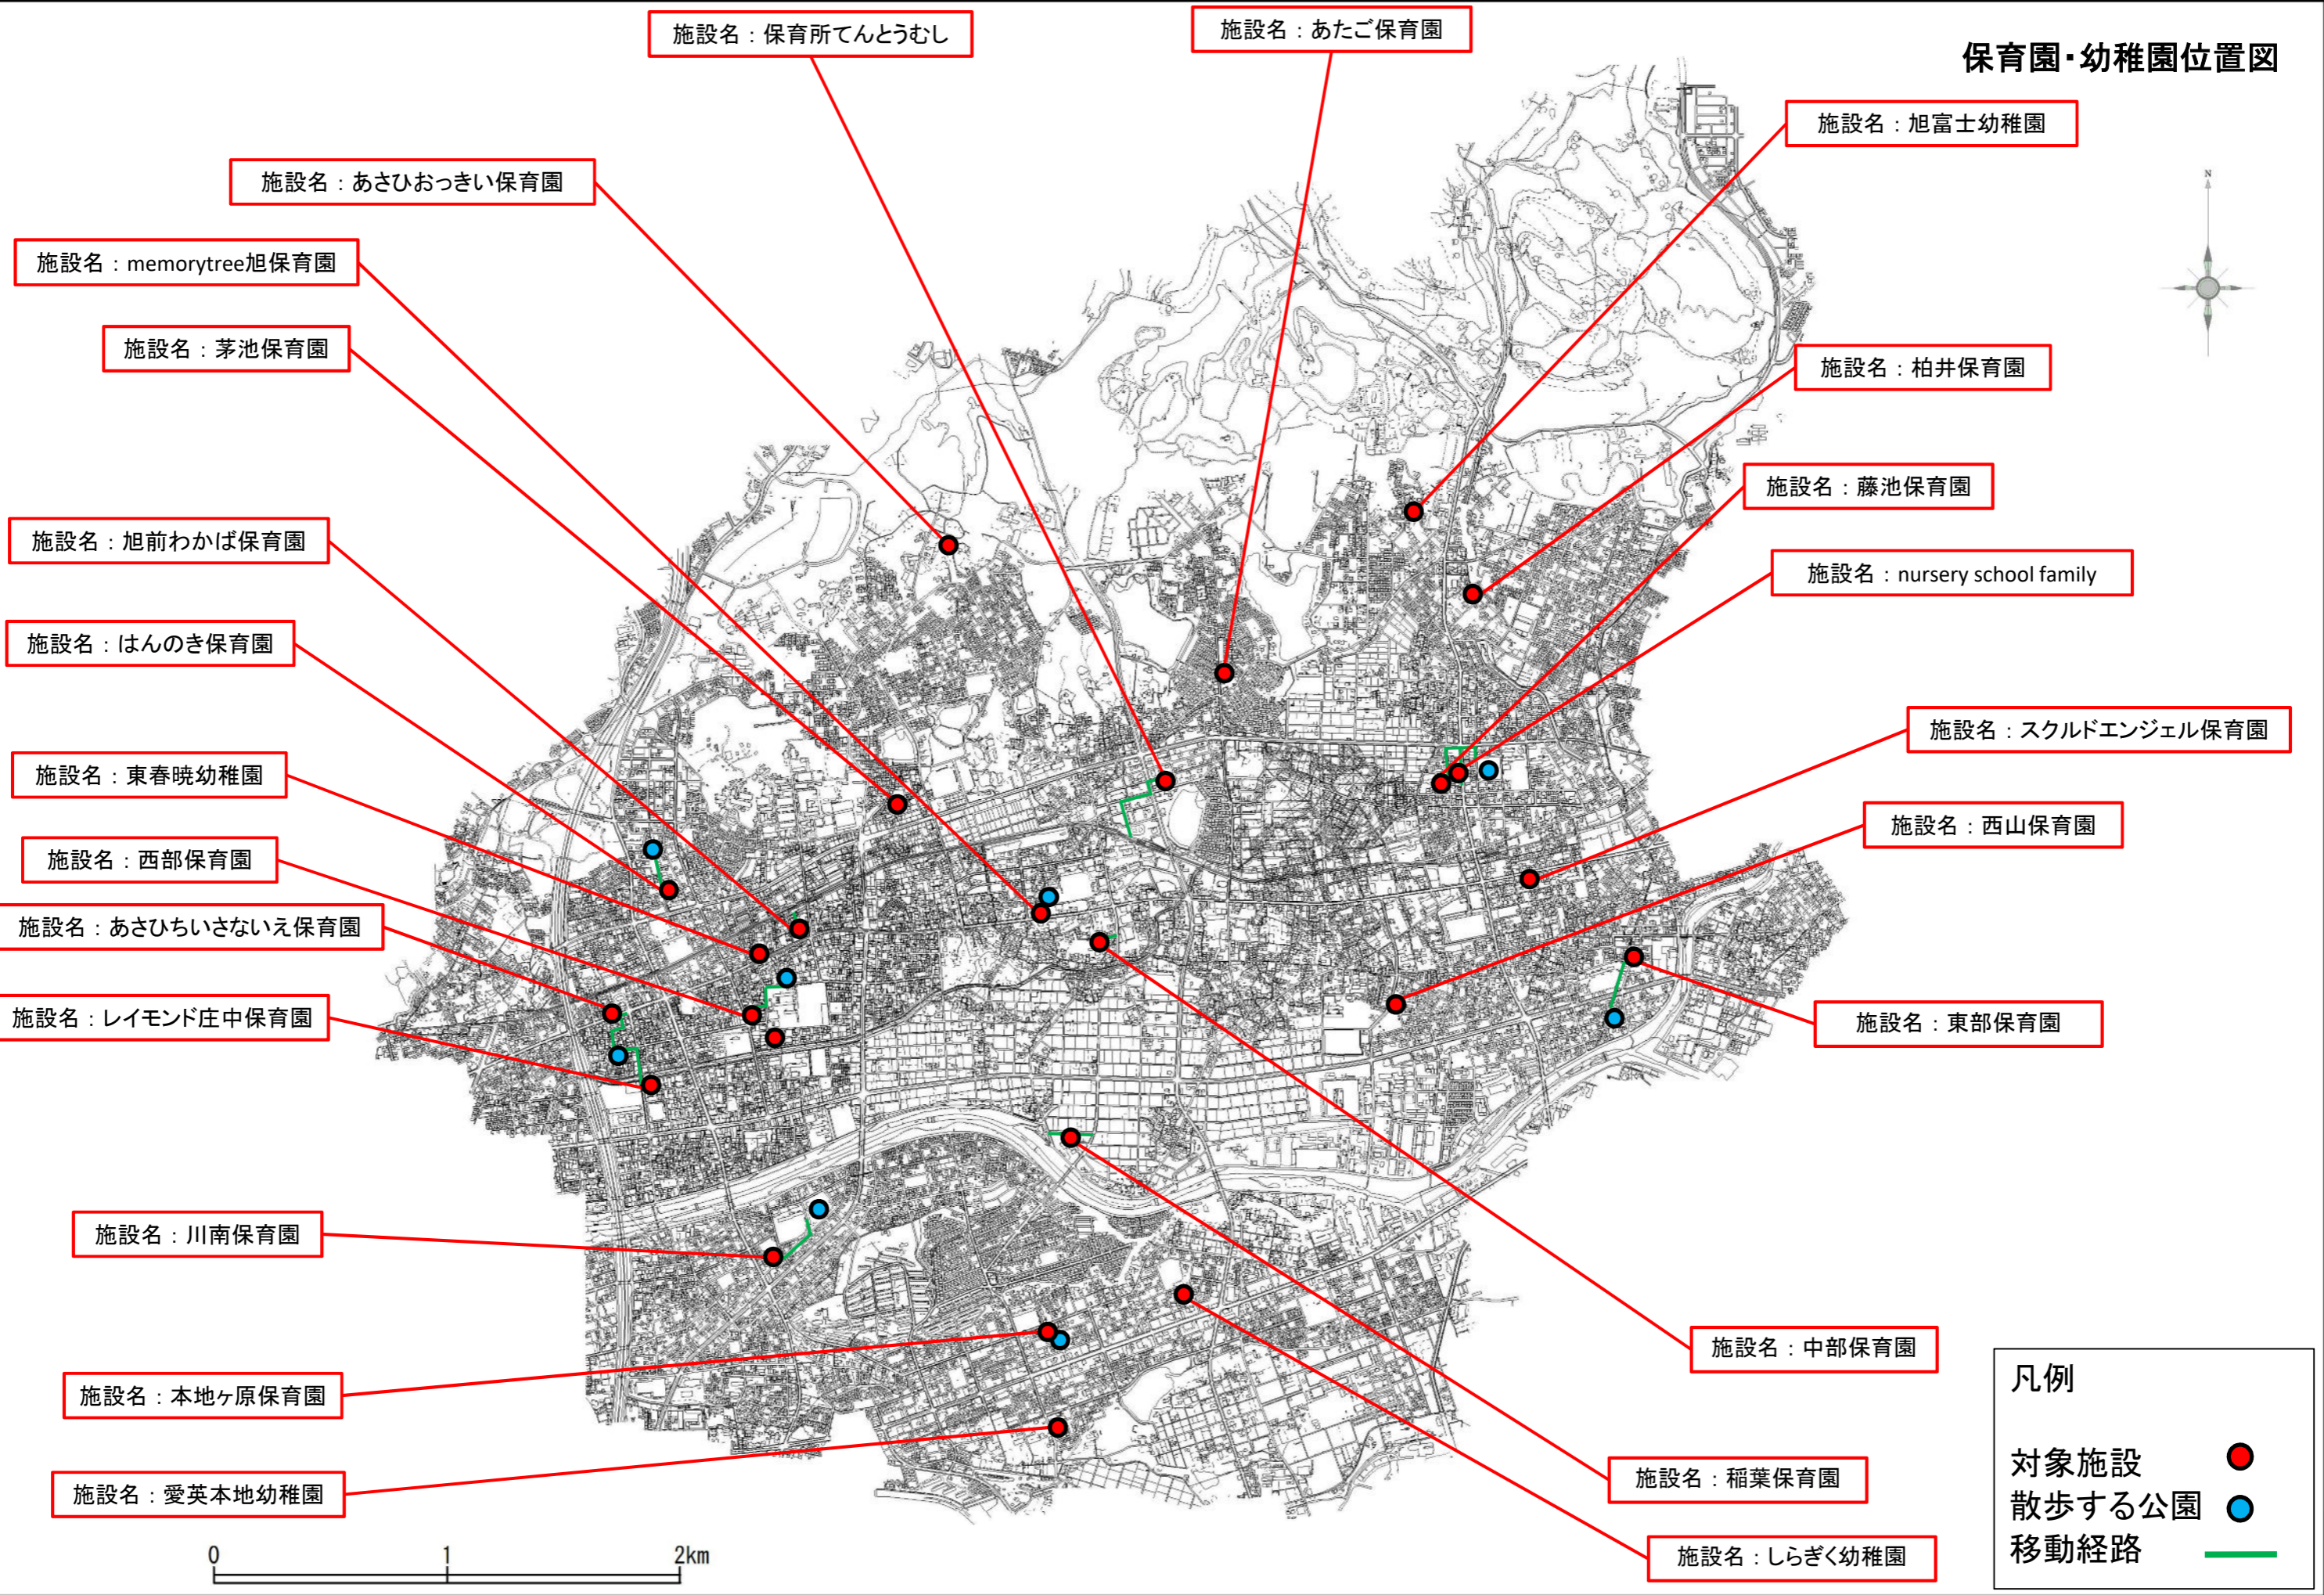 保育園・幼稚園位置図
施設名：保育所てんとうむし
施設名：あたご保育園
施設名：旭富士幼稚園
施設名：あさひおっきい保育園
N
施設名：memorytree旭保育園
施設名：茅池保育園
施設名：柏井保育園
施設名：藤池保育園
施設名：旭前わかば保育園
施設名：nursery school family
施設名：はんのき保育園
施設名：スクルドエンジェル保育園
施設名：東春暁幼稚園
施設名：西山保育園
施設名：西部保育園
施設名：あさひちいさないえ保育園
施設名：レイモンド庄中保育園
施設名：東部保育園
施設名：川南保育園
施設名：中部保育園
施設名：本地ヶ原保育園
施設名：稲葉保育園
施設名：愛英本地幼稚園
施設名：しらぎく幼稚園
凡例
対象施設
散歩する公園
移動経路
0 1 2km